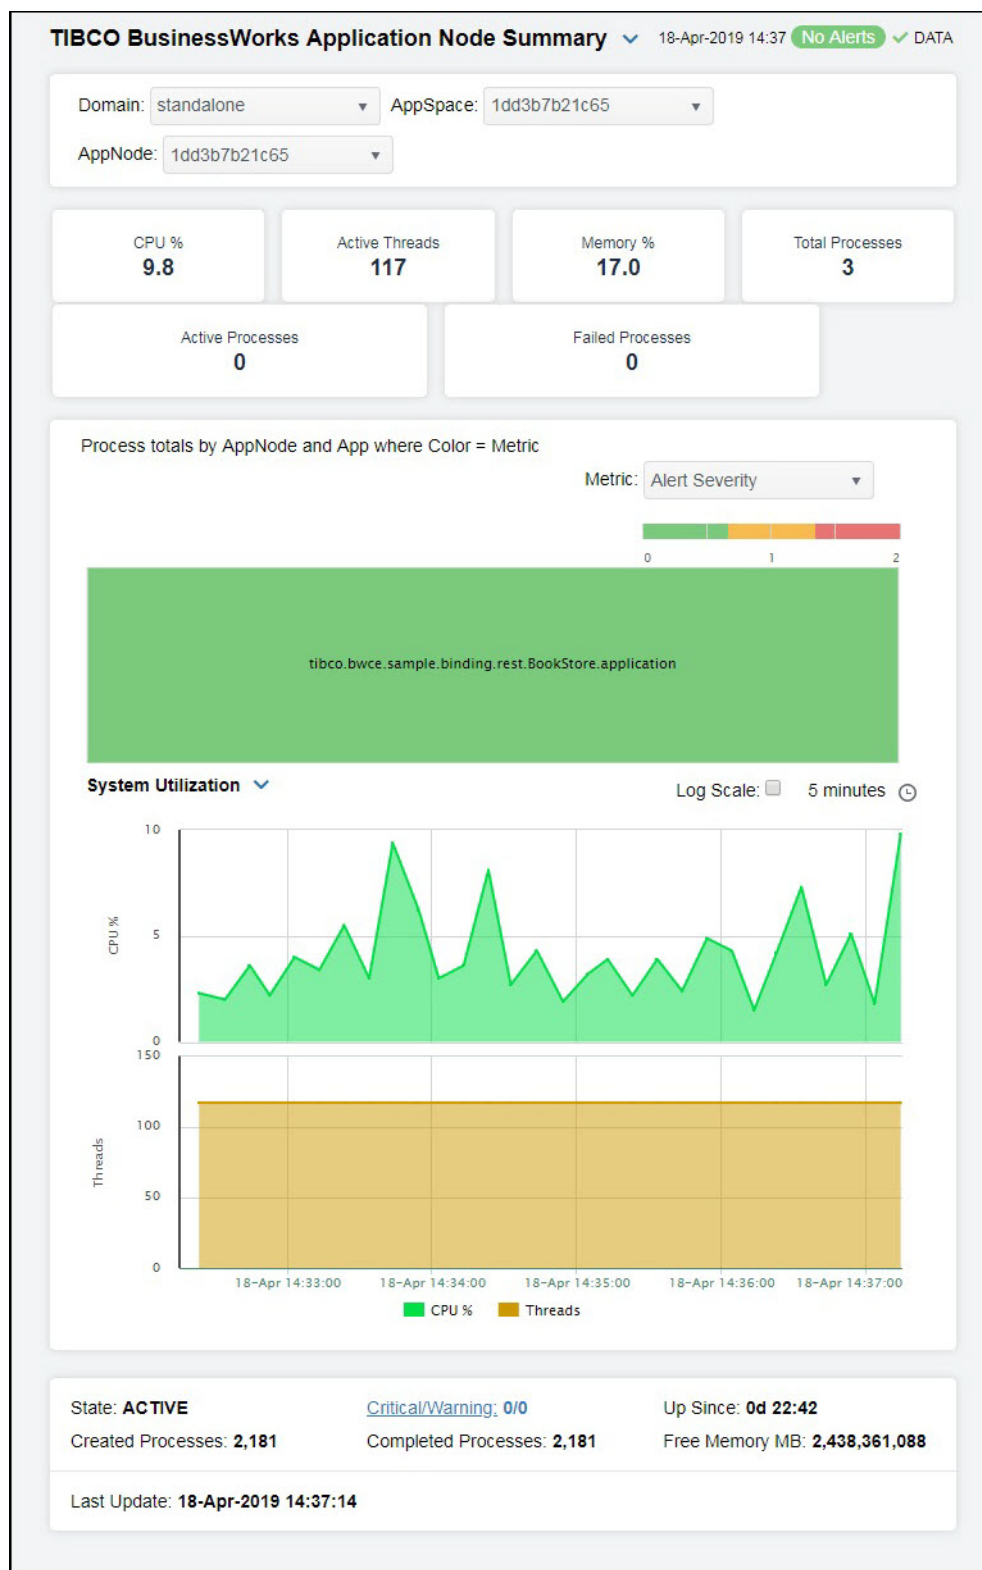 TIBCO BusinessWorks Application Node Summary 18-Apr-2019 14:37 No Alerts DATA
Domain: standalone AppSpace: 1dd3b7b21c65
AppNode: 1dd3b7b21c65
CPU % Active Threads Memory % Total Processes
9.8 117 17.0 3
Active Processes Failed Processes
0 0
Process totals by AppNode and App where Color = Metric
Metric: Alert Severity
0 1 2
tibco.bwce.sample.binding.rest.BookStore.application
System Utilization Log Scale: 5 minutes
10
5
0
CPU %
150
100
50
0
Threads
18-Apr 14:33:00 18-Apr 14:34:00 18-Apr 14:35:00 18-Apr 14:36:00 18-Apr 14:37:00
CPU % Threads
State: ACTIVE Critical/Warning: 0/0 Up Since: 0d 22:42
Created Processes: 2,181 Completed Processes: 2,181 Free Memory MB: 2,438,361,088
Last Update: 18-Apr-2019 14:37:14